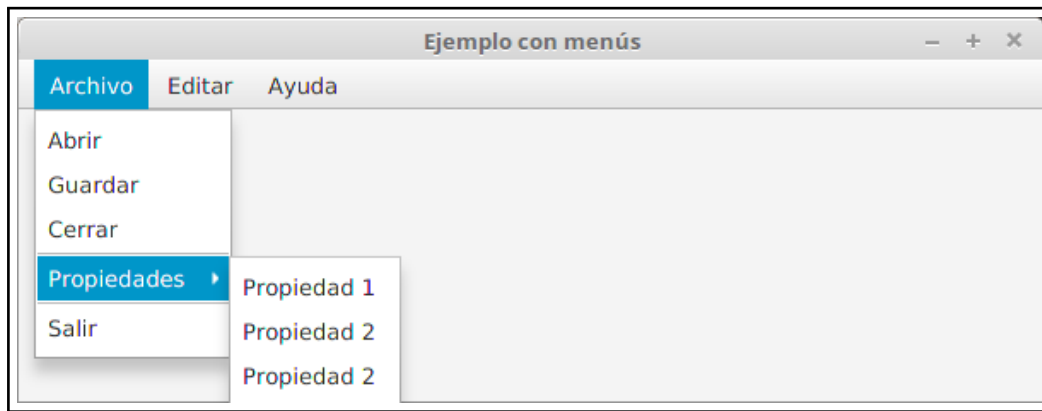 Ejemplo con menús
Archivo Editar Ayuda
Abrir
Guardar
Cerrar
Propiedades
Propiedad 1
Salir
Propiedad 2
Propiedad 2